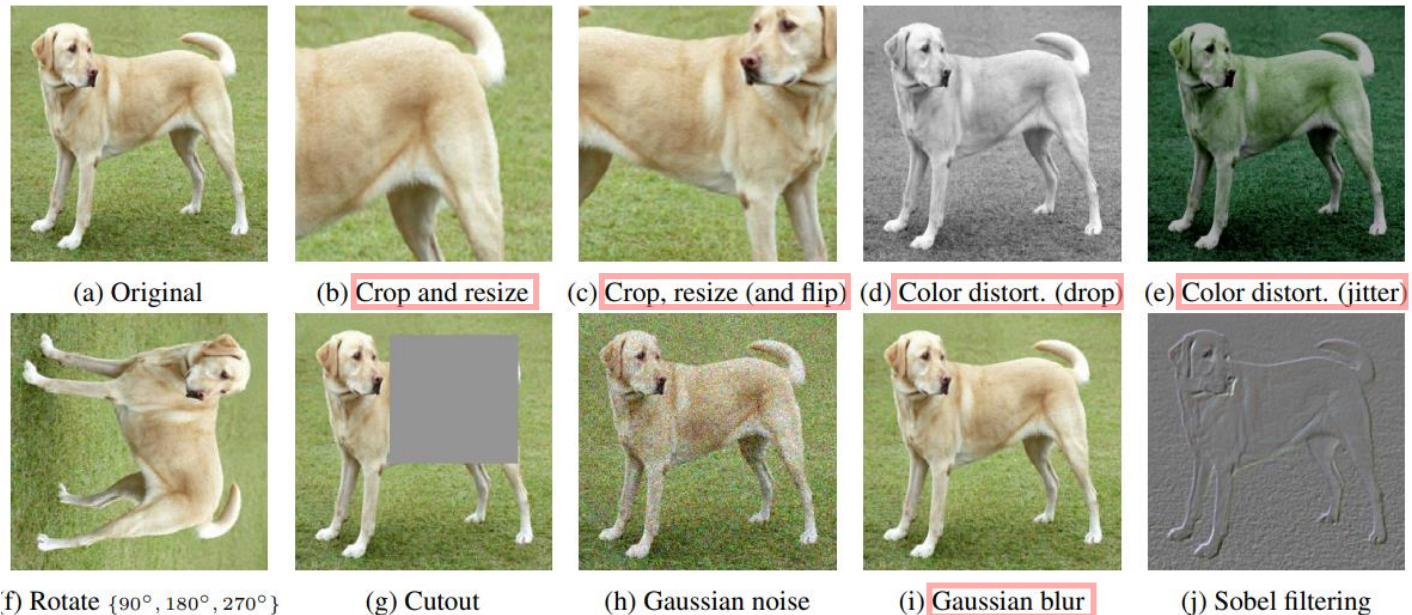 (a) Original
(b) Crop and resize
(c) Crop, resize (and flip)
(d) Color distort. (drop)
(e) Color distort. (jitter)
(f) Rotate {90°, 180°, 270°}
(g) Cutout
(h) Gaussian noise
(i) Gaussian blur
(j) Sobel filtering